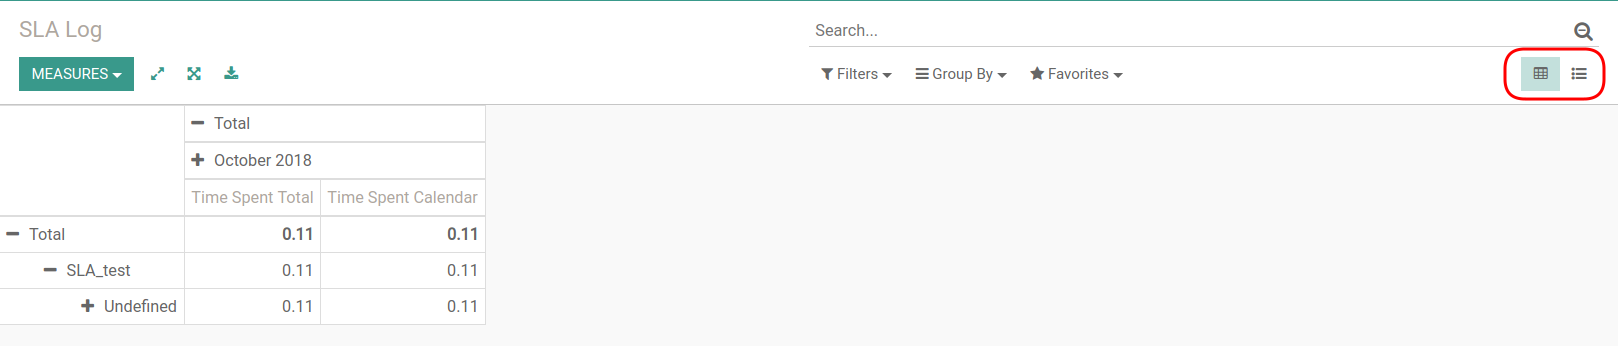 SLA Log
Search...
MEASURES
Filters
Group By
Favorites
Total
October 2018
Time Spent Total Time Spent Calendar
Total 0.11 0.11
SLA_test 0.11 0.11
Undefined 0.11 0.11